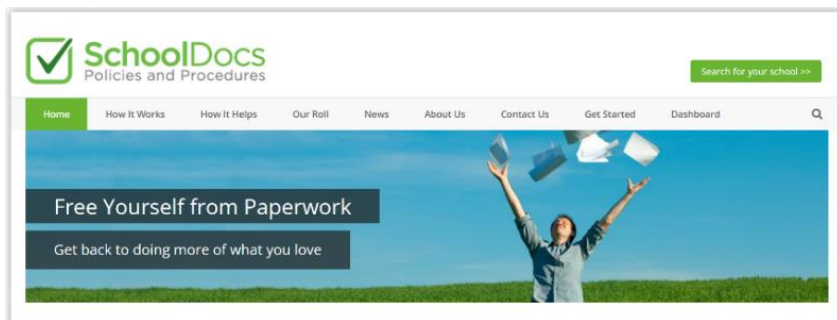 SchoolDocs
Policies and Procedures
Search for your school >>
Home How It Works How It Helps Our Roll News About Us Contact Us Get Started Dashboard
Free Yourself from Paperwork
Get back to doing more of what you love